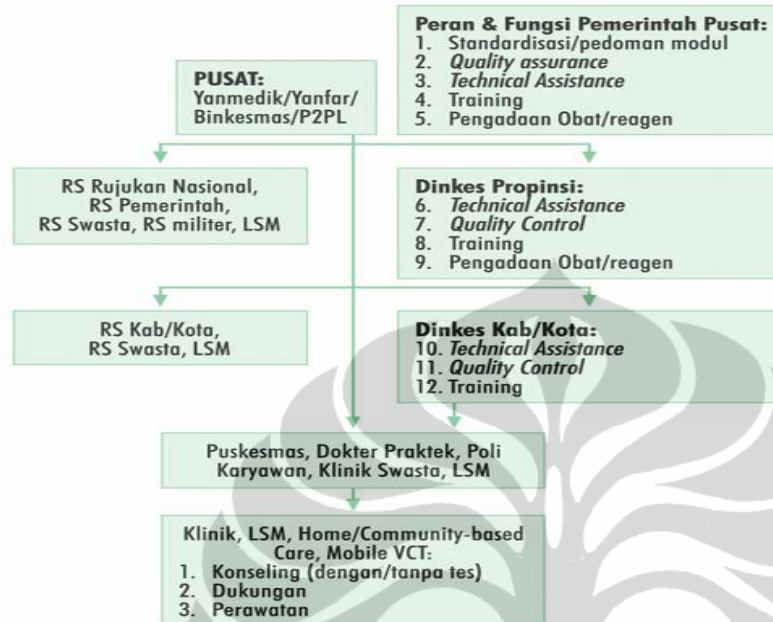 Peran & Fungsi Pemerintah Pusat:
1. Standardisasi/pedoman modul
2. Quality assurance
3. Technical Assistance
4. Training
5. Pengadaan Obat/reagen
PUSAT:
Yanmedik/Yanfar/
Binkesmas/P2PL
RS Rujukan Nasional,
RS Pemerintah,
RS Swasta, RS militer, LSM
Dinkes Propinsi:
6. Technical Assistance
7. Quality Control
8. Training
9. Pengadaan Obat/reagen
RS Kab/Kota,
RS Swasta, LSM
Dinkes Kab/Kota:
10. Technical Assistance
11. Quality Control
12. Training
Puskesmas, Dokter Praktek, Poli
Karyawan, Klinik Swasta, LSM
Klinik, LSM, Home/Community-based
Care, Mobile VCT:
1. Konseling (dengan/tanpa tes)
2. Dukungan
3. Perawatan